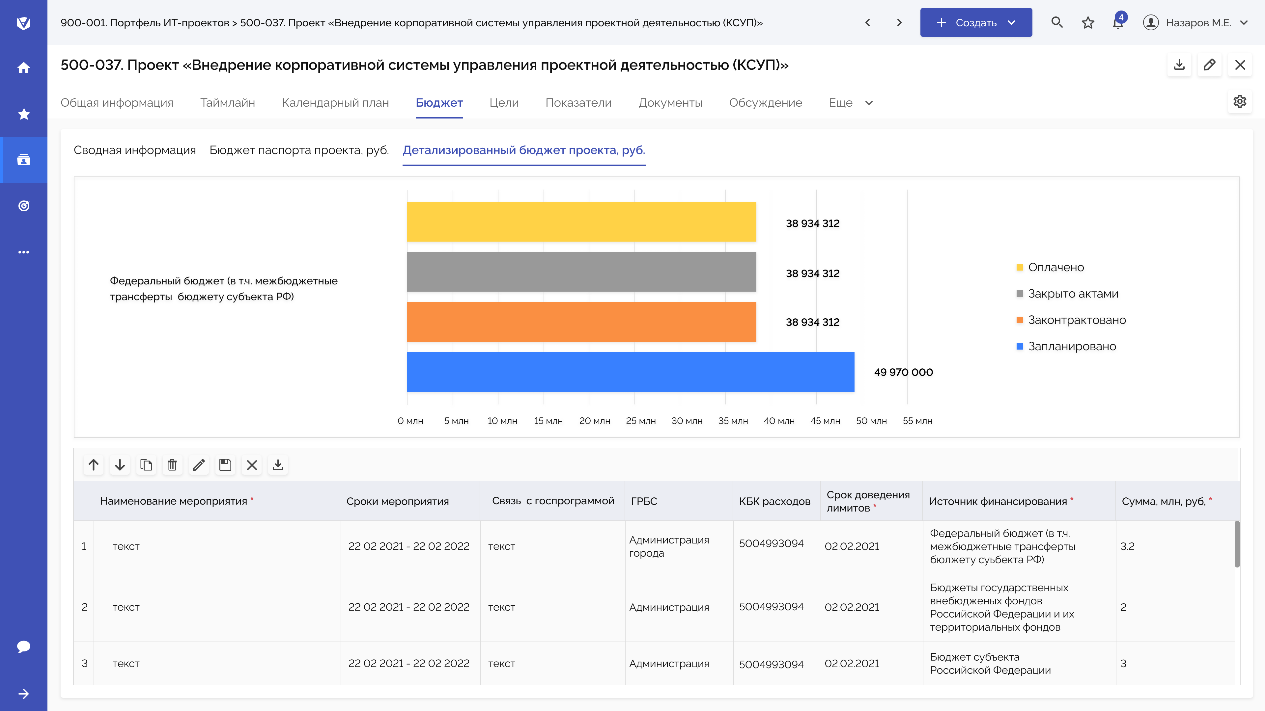 900-001. Портфель ИТ-проектов > 500-037. Проект «Внедрение корпоративной системы управления проектной деятельностью (КСУП)»
Создать
4
Назаров М.Е.
500-037. Проект «Внедрение корпоративной системы управления проектной деятельностью (КСУП)»
Общая информация Таймлайн Календарный план Бюджет Цели Показатели Документы Обсуждение Еще
Сводная информация Бюджет паспорта проекта, руб. Детализированный бюджет проекта, руб.
38 934 312
38 934 312
38 934 312
49 970 000
Федеральный бюджет (в т.ч. межбюджетные
трансферты бюджету субъекта РФ)
Оплачено
Закрыто актами
Законтрактовано
Запланировано
0 млн 5 млн 10 млн 15 млн 20 млн 25 млн 30 млн 35 млн 40 млн 45 млн 50 млн 55 млн
Наименование мероприятия *
Сроки мероприятия
Связь с госпрограммой
ГРБС
КБК расходов
Срок доведения
лимитов *
Источник финансирования *
Сумма, млн, руб. *
1
текст
22 02 2021 - 22 02 2022
текст
Администрация
города
5004993094
02 02.2021
Федеральный бюджет (в т.ч.
межбюджетные трансферты
бюлжету суьбекта РФ)
3.2
2
текст
22 02 2021 - 22 02 2022
текст
Администрация
5004993094
02 02.2021
Бюджеты государственных
внебюдженых фондов
Российской Федерации и их
территориальных фондов
2
3
текст
22 02 2021 - 22 02 2022
текст
Администрация
5004993094
02 02.2021
Бюджет субъекта
Российской Федерации
3